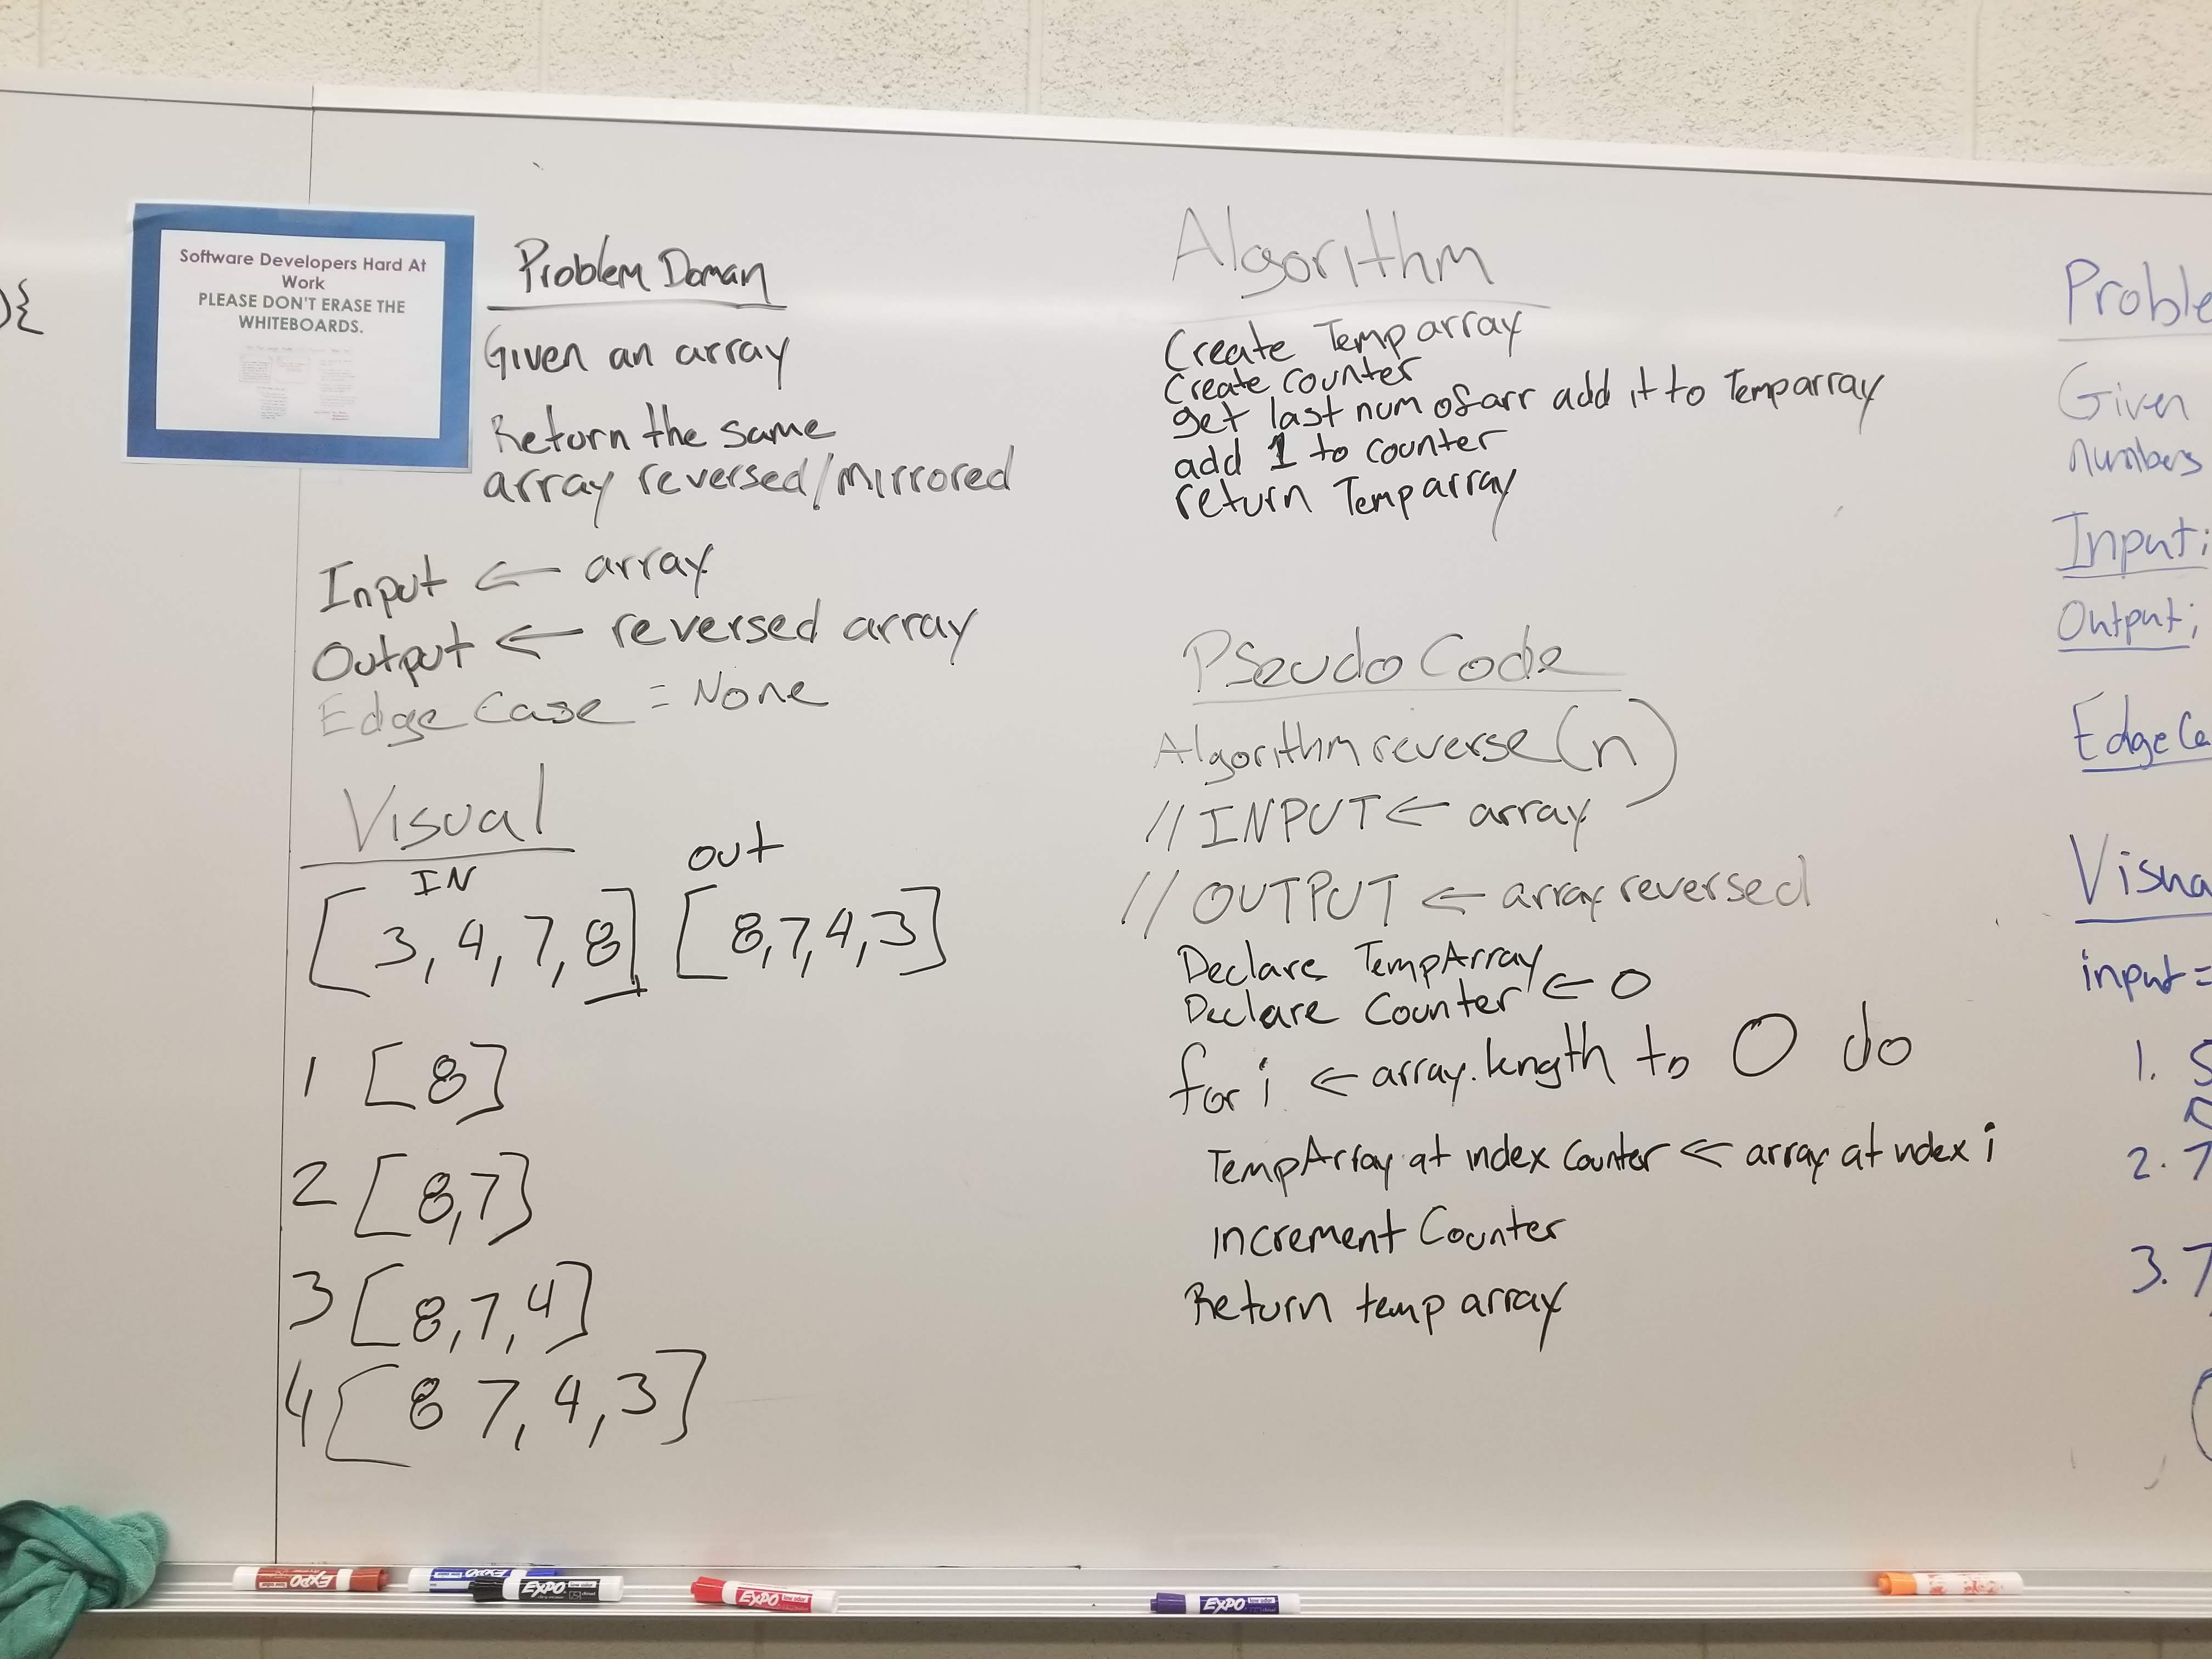 ){
Software Developers Hard At
Work
PLEASE DON'T ERASE THE
WHITEBOARDS.
Problem Doman
Given an array
Return the same
array reversed/mirrored
Input ← array
Output ← reversed array
Edge Case = None
Visual
IN
out
[3, 4, 7, 8] [8,7,4,3]
1 [8]
2 [8,7]
3 [8,7,4]
4 [8 7,4,3]
Algorithm
Create Temp array
Create counter
get last num of arr add it to Temp array
add 1 to counter
return Temp array
PSeudo Code
Algorithm reverse(n)
// INPUT ← array
// OUTPUT ← array reversed
Declare TempArray
Declare Counter ← 0
for i ← array.length to 0 do
TempArray at index Counter ← array at index i
increment Counter
Return temp array
Proble
Given
numbers
Input;
Output;
Edge Ca
Visua
input =
1. S
2. 7
3. 7
EXPO
EXPO
EXPO
EXPO